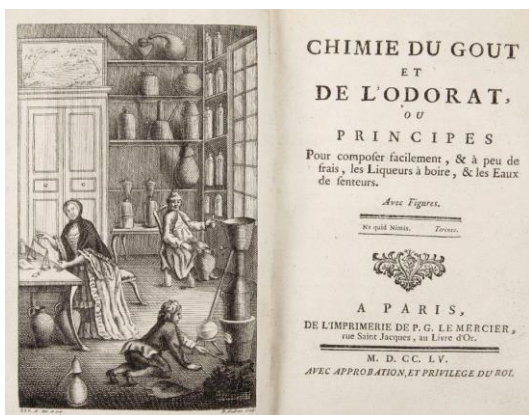 CHIMIE DU GOUT
ET
DE L'ODORAT,
OU
PRINCIPES
Pour compoſer facilement, & à peu de
frais, les Liqueurs à boire, & les Eaux
de ſenteurs.
Avec Figures.
Ne quid Nimis. Terence.
A PARIS,
DE L'IMPRIMERIE DE P. G. LE MERCIER,
rue Saint Jacques, au Livre d'Or.
M. D. CC. LV.
AVEC APPROBATION, ET PRIVILEGE DU ROI.